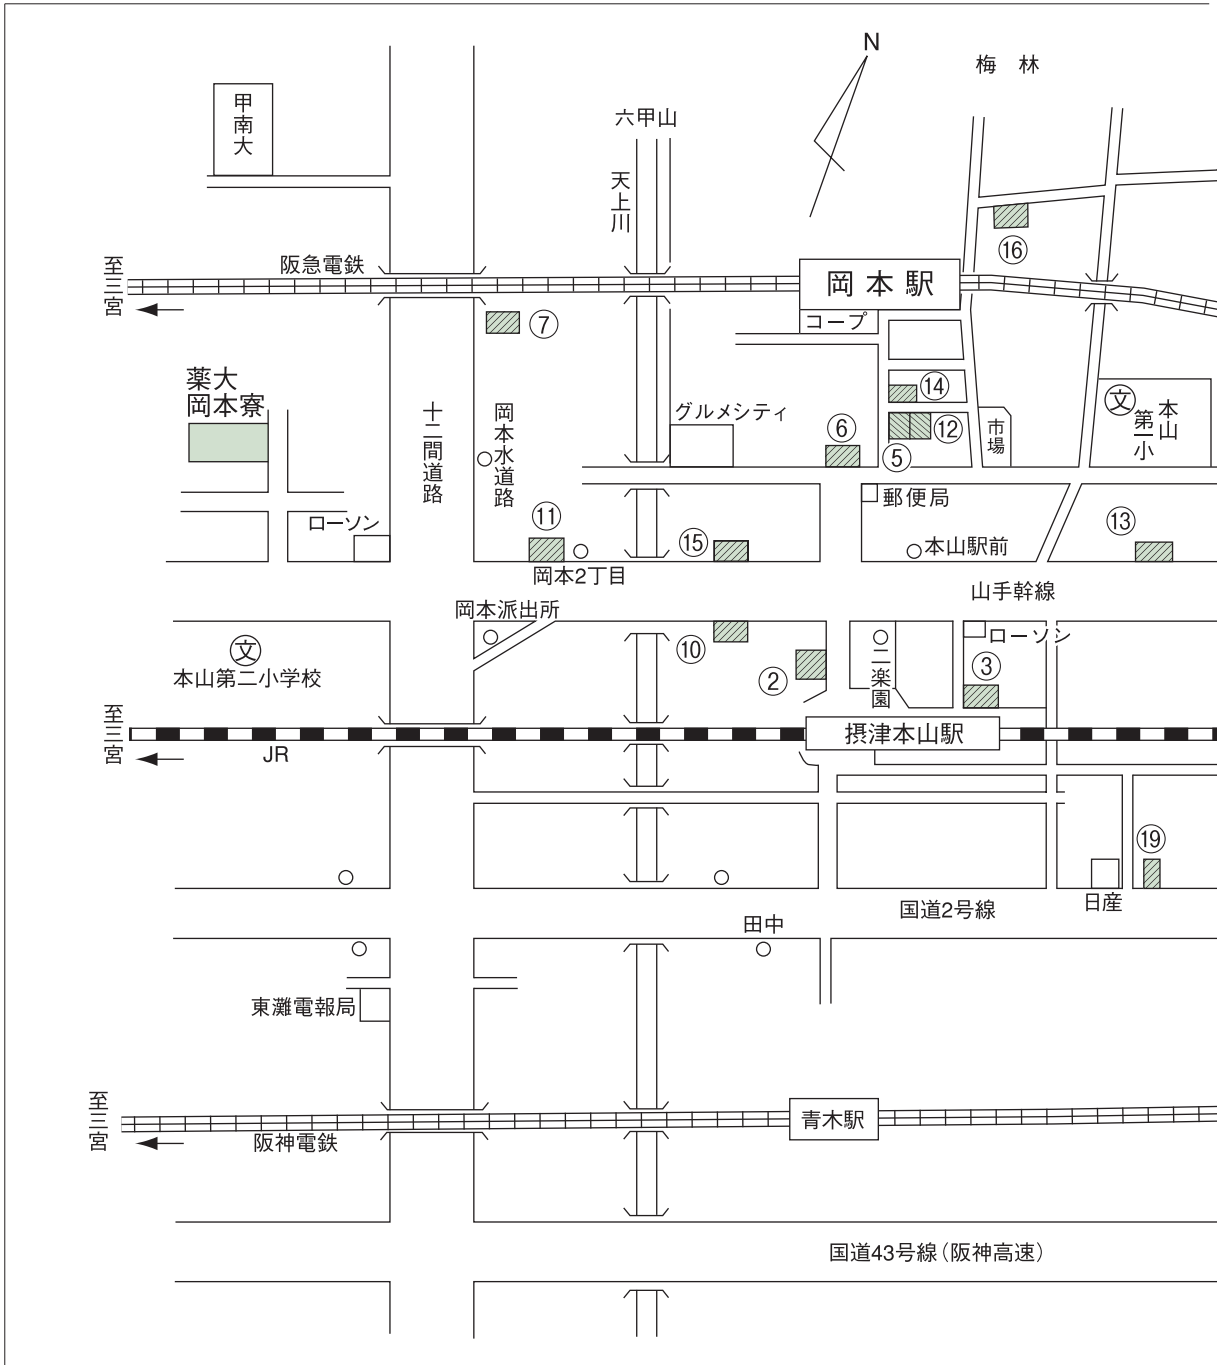 N
梅 林
甲南大
六甲山
天上川
⑯
至三宮
阪急電鉄
岡本駅
コープ
⑦
薬大
岡本寮
⑭
グルメシティ
⑥
⑫
⑤
市場
文
本山
第一小
十二間道路
岡本水道路
郵便局
ローソン
⑪
⑮
本山駅前
⑬
岡本2丁目
山手幹線
岡本派出所
文
本山第二小学校
⑩
②
二楽園
ローソン
③
至三宮
JR
摂津本山駅
⑲
日産
国道2号線
田中
東灘電報局
至三宮
阪神電鉄
青木駅
国道43号線（阪神高速）